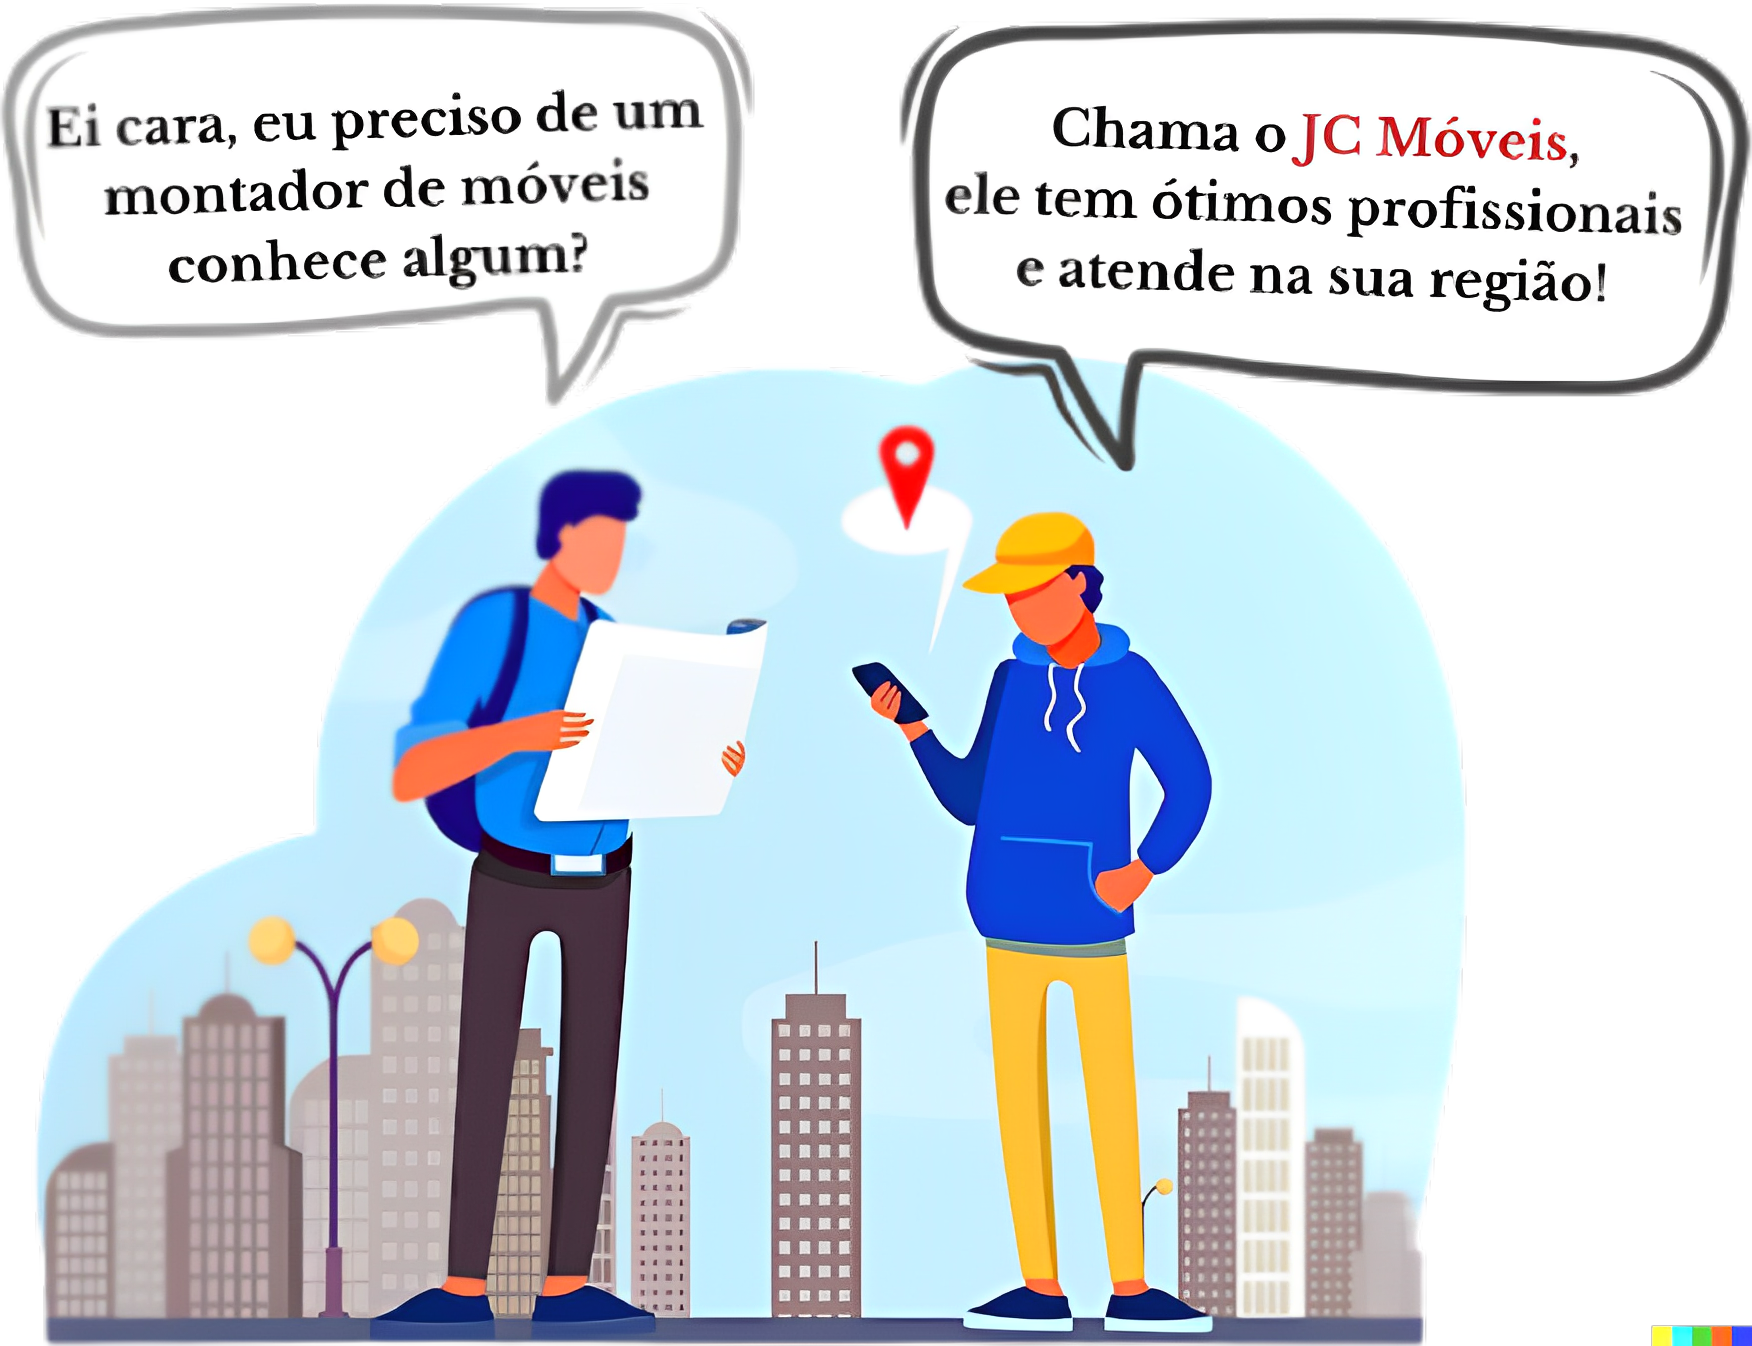 Ei cara, eu preciso de um
montador de móveis
conhece algum?
Chama o JC Móveis,
ele tem ótimos profissionais
e atende na sua região!